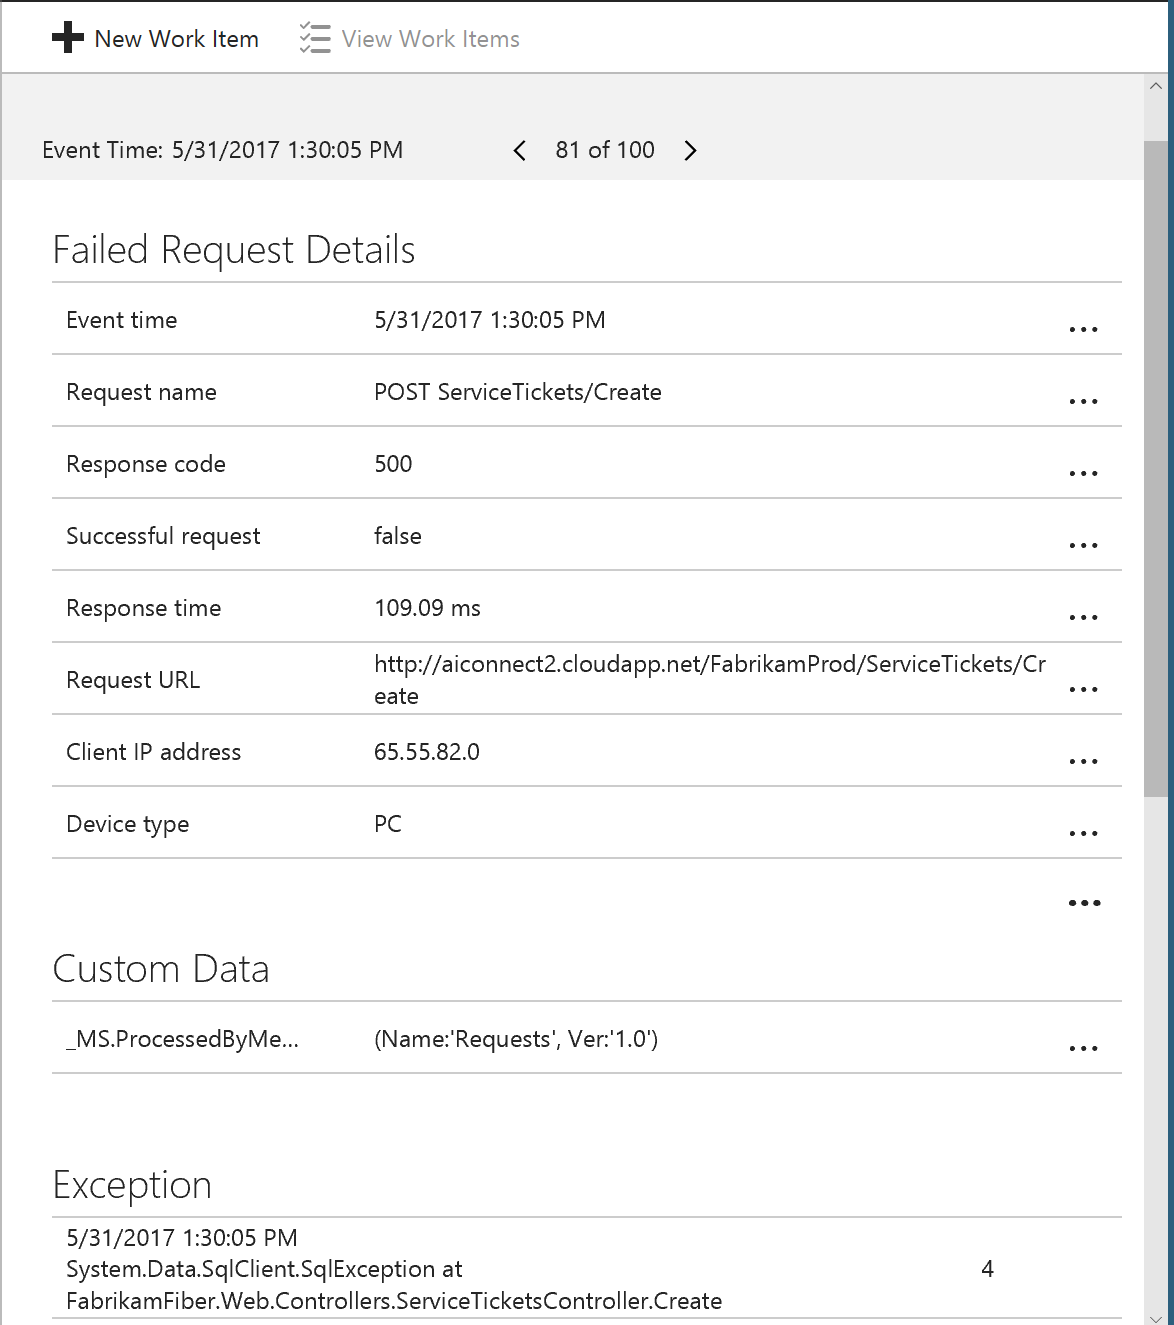 New Work Item View Work Items
Event Time: 5/31/2017 1:30:05 PM 81 of 100
Failed Request Details
Event time 5/31/2017 1:30:05 PM ...
Request name POST ServiceTickets/Create ...
Response code 500 ...
Successful request false ...
Response time 109.09 ms ...
Request URL http://aiconnect2.cloudapp.net/FabrikamProd/ServiceTickets/Cr
eate ...
Client IP address 65.55.82.0 ...
Device type PC ...
...
Custom Data
_MS.ProcessedByMe... (Name:'Requests', Ver:'1.0') ...
Exception
5/31/2017 1:30:05 PM
System.Data.SqlClient.SqlException at 4
FabrikamFiber.Web.Controllers.ServiceTicketsController.Create